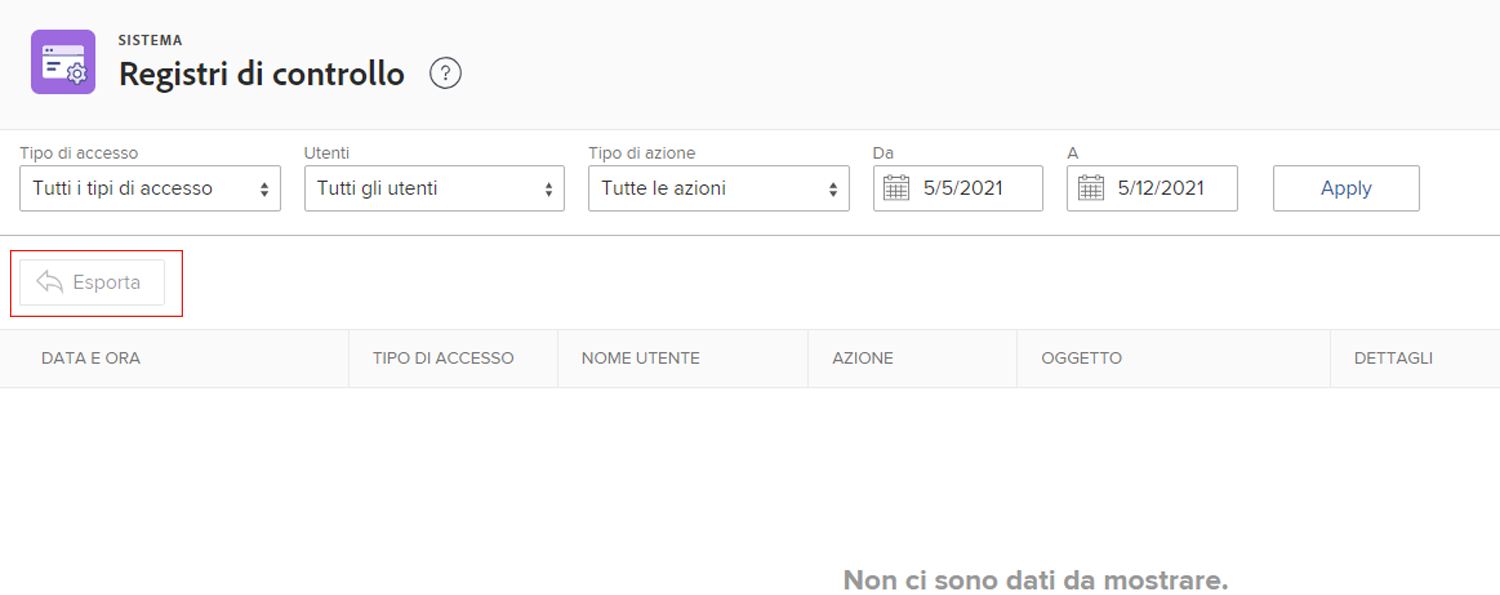 SISTEMA
Registri di controllo ?
Tipo di accesso Utenti Tipo di azione Da A
Tutti i tipi di accesso Tutti gli utenti Tutte le azioni 5/5/2021 5/12/2021 Apply
Esporta
DATA E ORA TIPO DI ACCESSO NOME UTENTE AZIONE OGGETTO DETTAGLI
Non ci sono dati da mostrare.